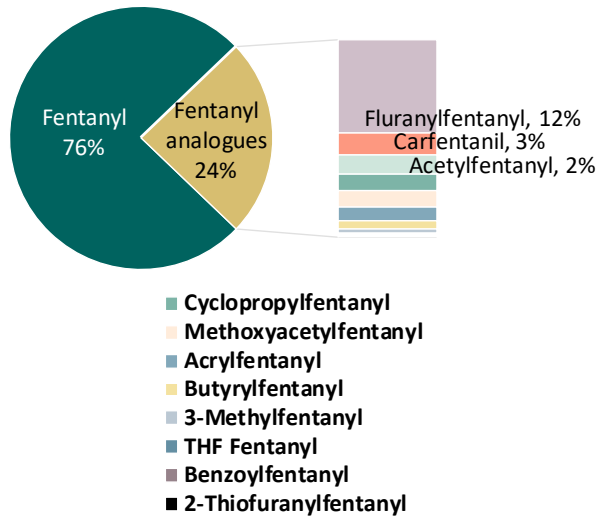 Fentanyl
76%
Fentanyl
analogues
24%
Fluranylfentanyl, 12%
Carfentanil, 3%
Acetylfentanyl, 2%
Cyclopropylfentanyl
Methoxyacetylfentanyl
Acrylfentanyl
Butyrylfentanyl
3-Methylfentanyl
THF Fentanyl
Benzoylfentanyl
2-Thiofuranylfentanyl